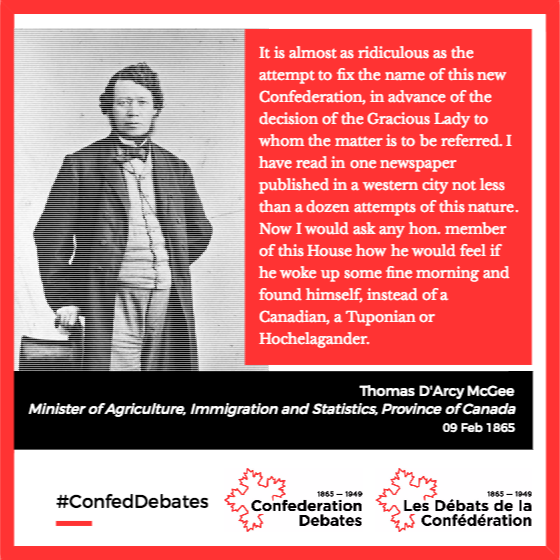 It is almost as ridiculous as the
attempt to fix the name of this new
Confederation, in advance of the
decision of the Gracious Lady to
whom the matter is to be referred. I
have read in one newspaper
published in a western city not less
than a dozen attempts of this nature.
Now I would ask any hon. member
of this House how he would feel if
he woke up some fine morning and
found himself, instead of a
Canadian, a Tuponian or
Hochelagander.
Thomas D'Arcy McGee
Minister of Agriculture, Immigration and Statistics, Province of Canada
09 Feb 1865
#ConfedDebates
1865 — 1949
Confederation
Debates
1865 — 1949
Les Débats de la
Confédération